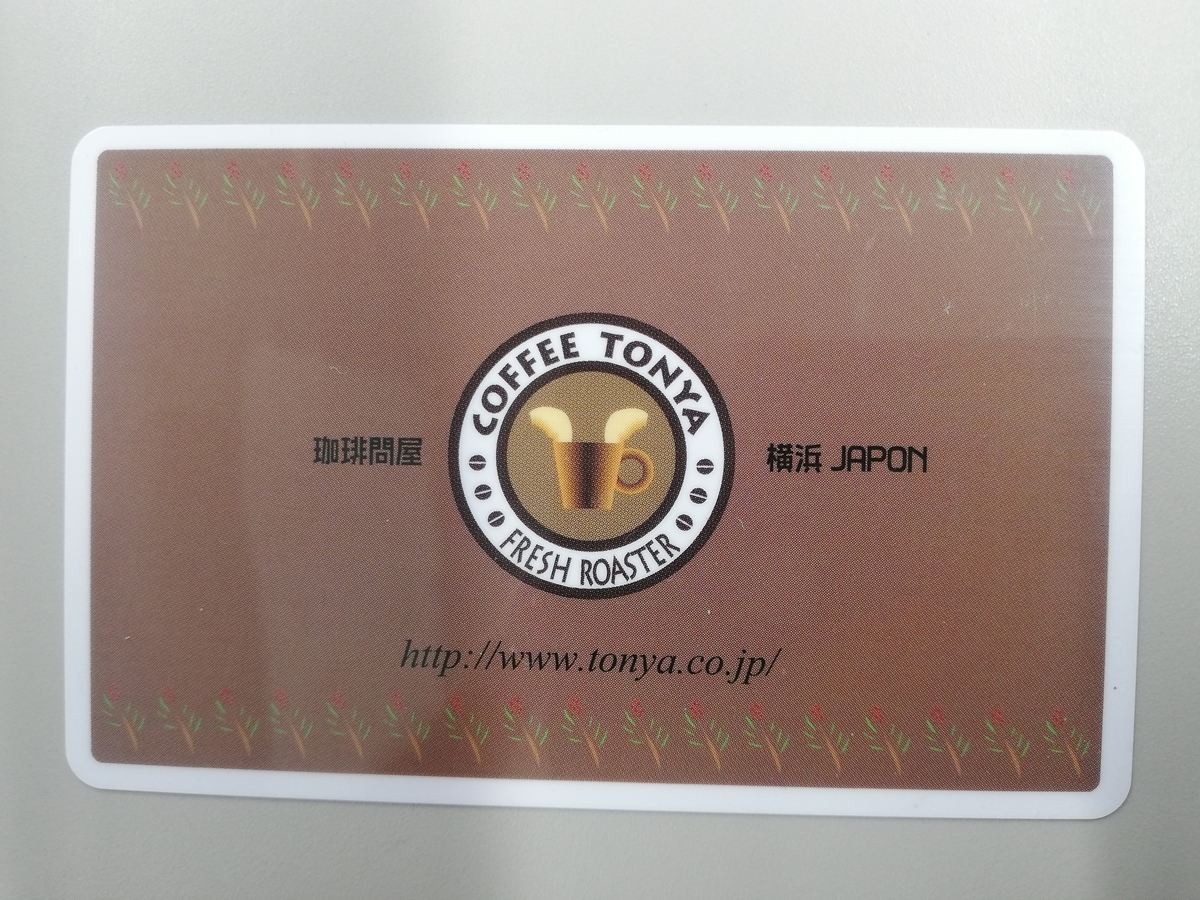 COFFEE TONYA
珈琲問屋
横浜 JAPON
FRESH ROASTER
http://www.tonya.co.jp/